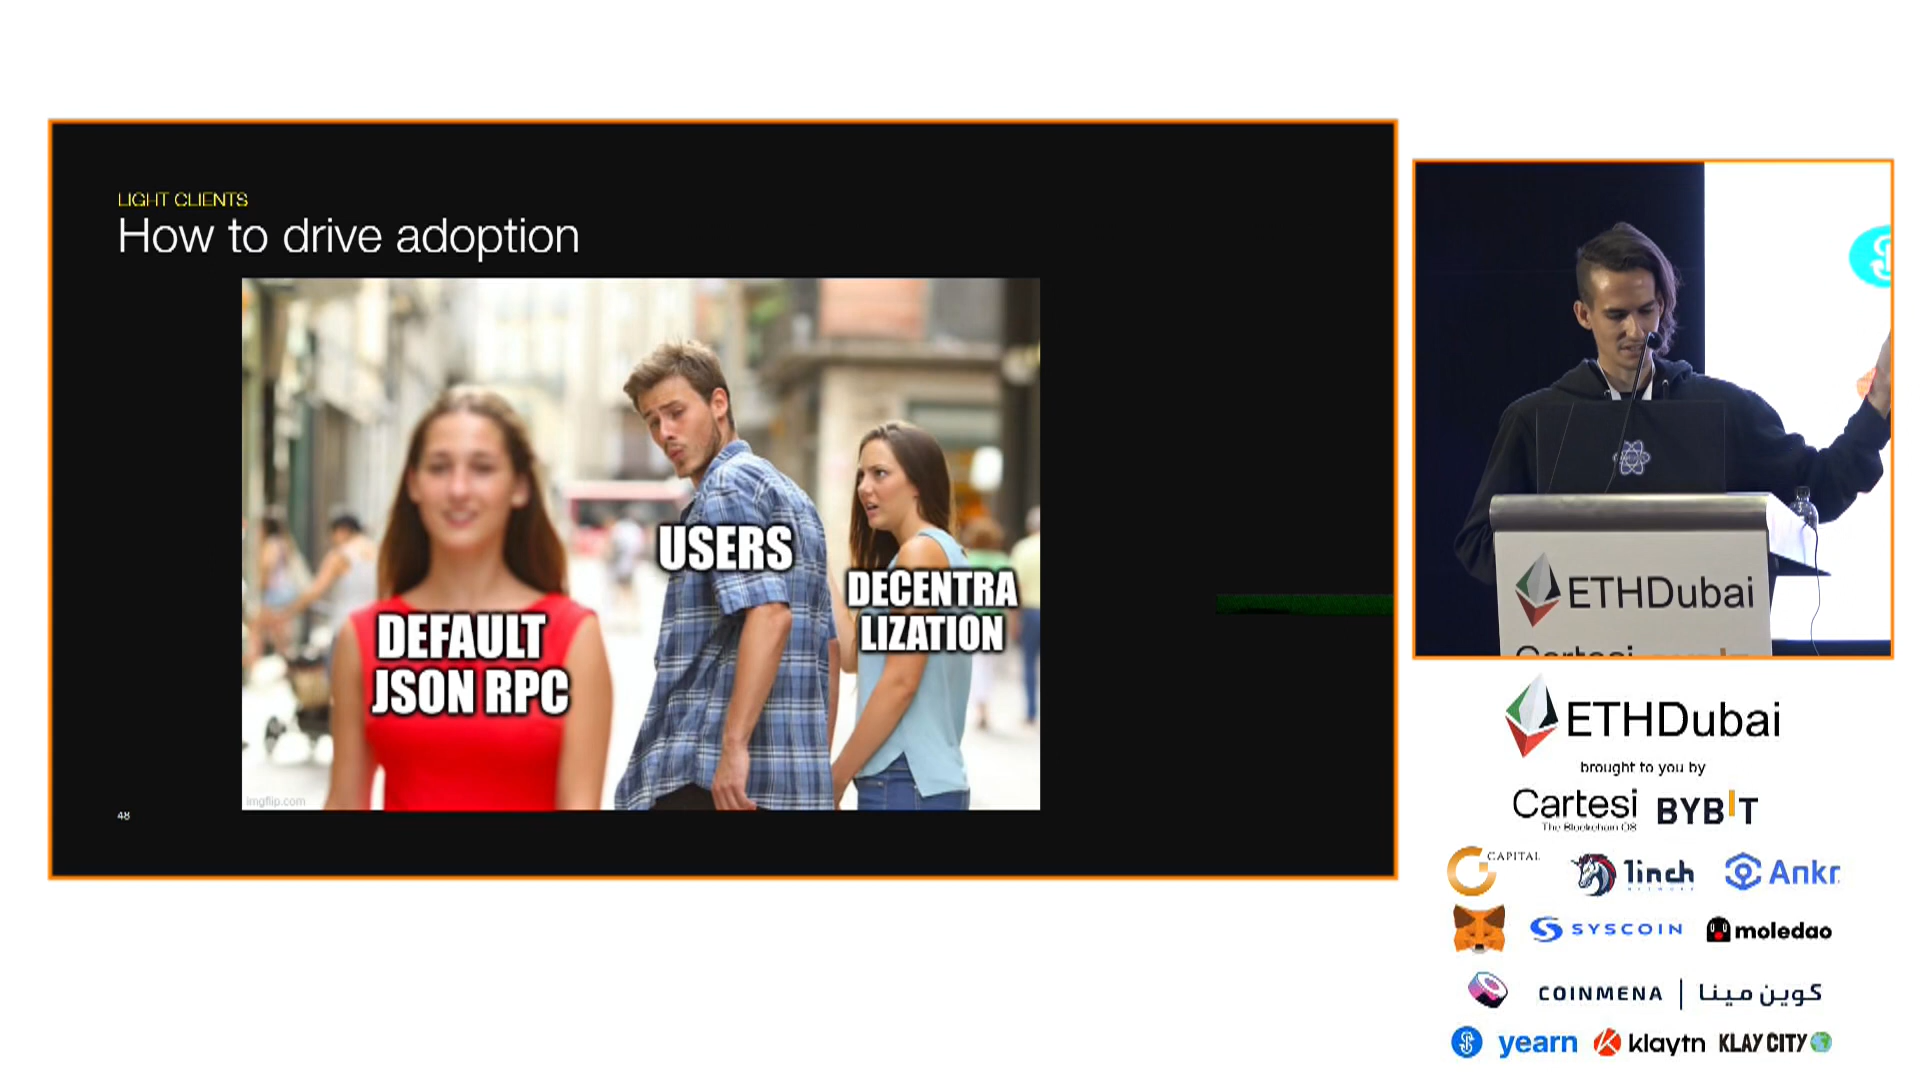 LIGHT CLIENTS
How to drive adoption
DEFAULT
JSON RPC
USERS
DECENTRA
LIZATION
imgflip.com
48
ETHDubai
Cartesi
ETHDubai
brought to you by
Cartesi
The Blockchain OS
BYBIT
CAPITAL
1inch
NETWORK
Ankr
SYSCOIN
moledao
COINMENA | كوين مينا
yearn
klaytn
KLAY CITY